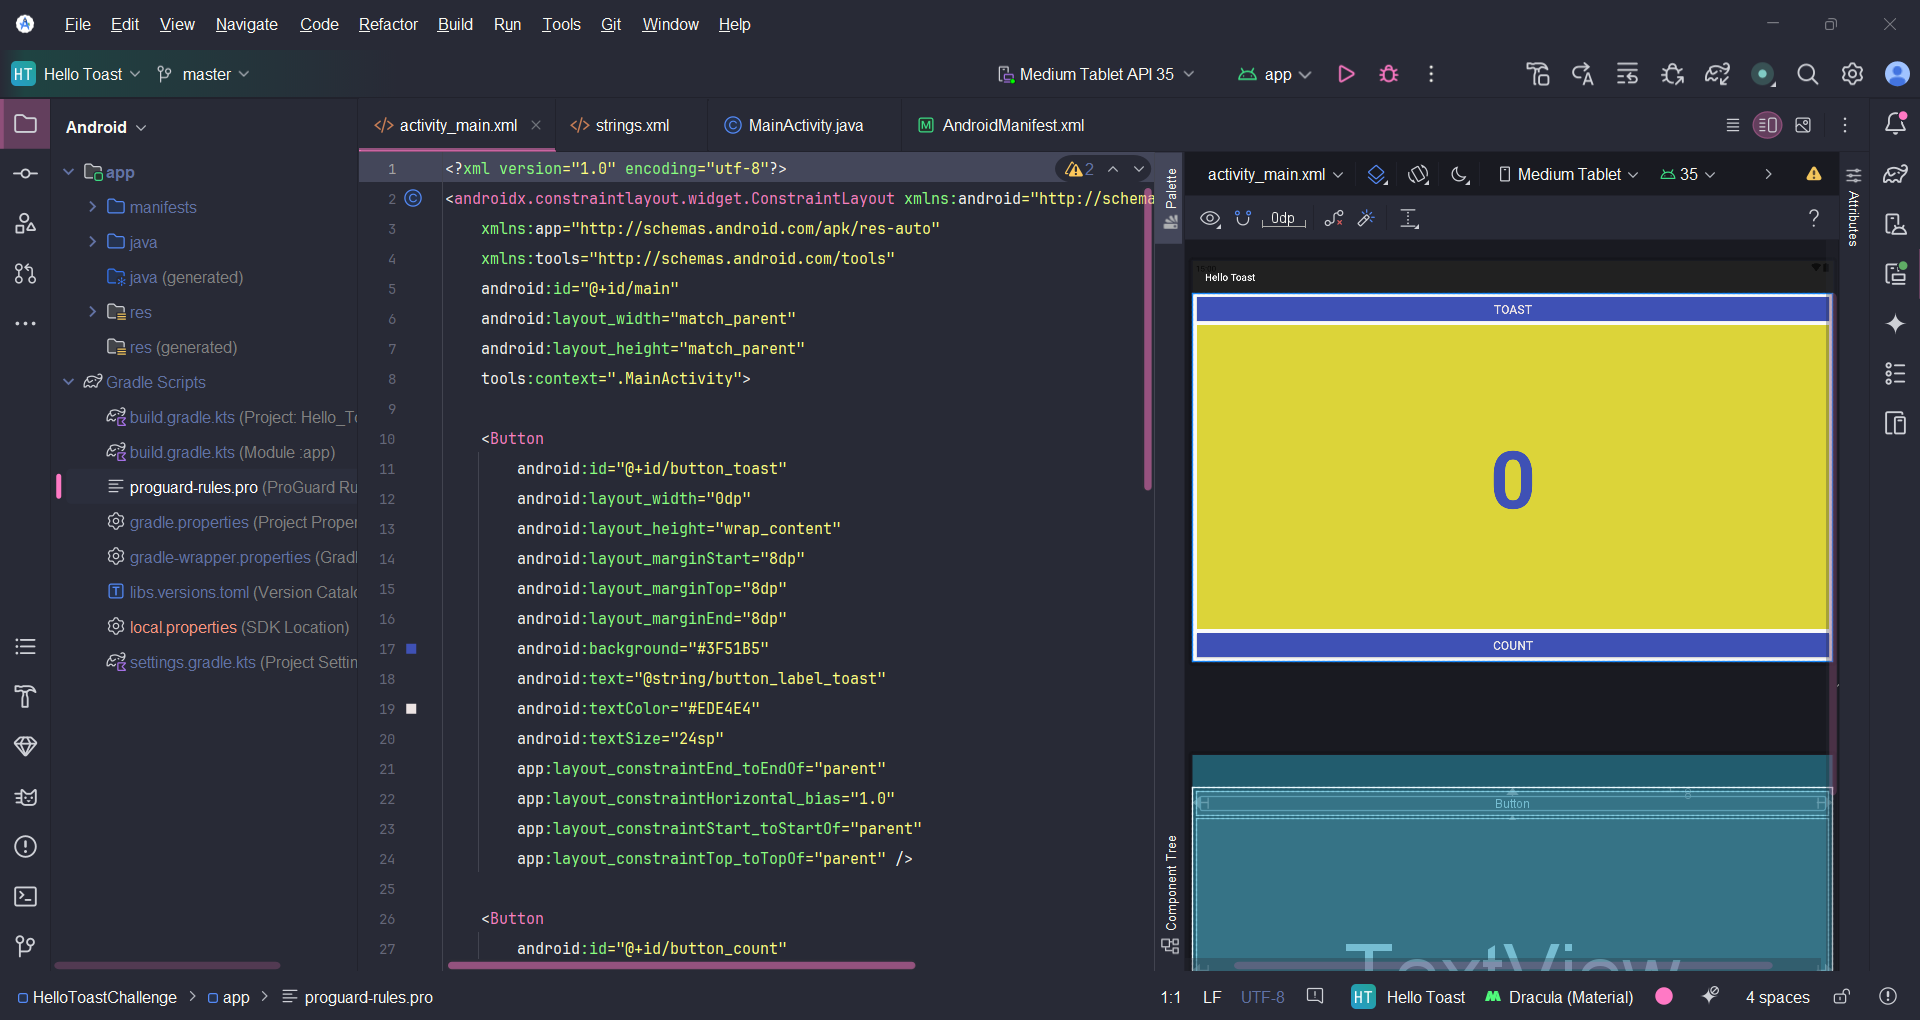 File Edit View Navigate Code Refactor Build Run Tools Git Window Help
HT Hello Toast master Medium Tablet API 35 app
Android
app
manifests
java
java (generated)
res
res (generated)
Gradle Scripts
build.gradle.kts (Project: Hello_To
build.gradle.kts (Module :app)
proguard-rules.pro (ProGuard Ru
gradle.properties (Project Proper
gradle-wrapper.properties (Grad
libs.versions.toml (Version Catalo
local.properties (SDK Location)
settings.gradle.kts (Project Settin
activity_main.xml strings.xml MainActivity.java AndroidManifest.xml
2
1 <?xml version="1.0" encoding="utf-8"?>
2 <androidx.constraintlayout.widget.ConstraintLayout xmlns:android="http://schema
3 xmlns:app="http://schemas.android.com/apk/res-auto"
4 xmlns:tools="http://schemas.android.com/tools"
5 android:id="@+id/main"
6 android:layout_width="match_parent"
7 android:layout_height="match_parent"
8 tools:context=".MainActivity">
9
10 <Button
11 android:id="@+id/button_toast"
12 android:layout_width="0dp"
13 android:layout_height="wrap_content"
14 android:layout_marginStart="8dp"
15 android:layout_marginTop="8dp"
16 android:layout_marginEnd="8dp"
17 android:background="#3F51B5"
18 android:text="@string/button_label_toast"
19 android:textColor="#EDE4E4"
20 android:textSize="24sp"
21 app:layout_constraintEnd_toEndOf="parent"
22 app:layout_constraintHorizontal_bias="1.0"
23 app:layout_constraintStart_toStartOf="parent"
24 app:layout_constraintTop_toTopOf="parent" />
25
26 <Button
27 android:id="@+id/button_count"
Palette
Component Tree
activity_main.xml Medium Tablet 35
0dp ?
Attributes
Hello Toast
TOAST
0
COUNT
Button
TextView
HelloToastChallenge > app > proguard-rules.pro
1:1 LF UTF-8 HT Hello Toast Dracula (Material) 4 spaces